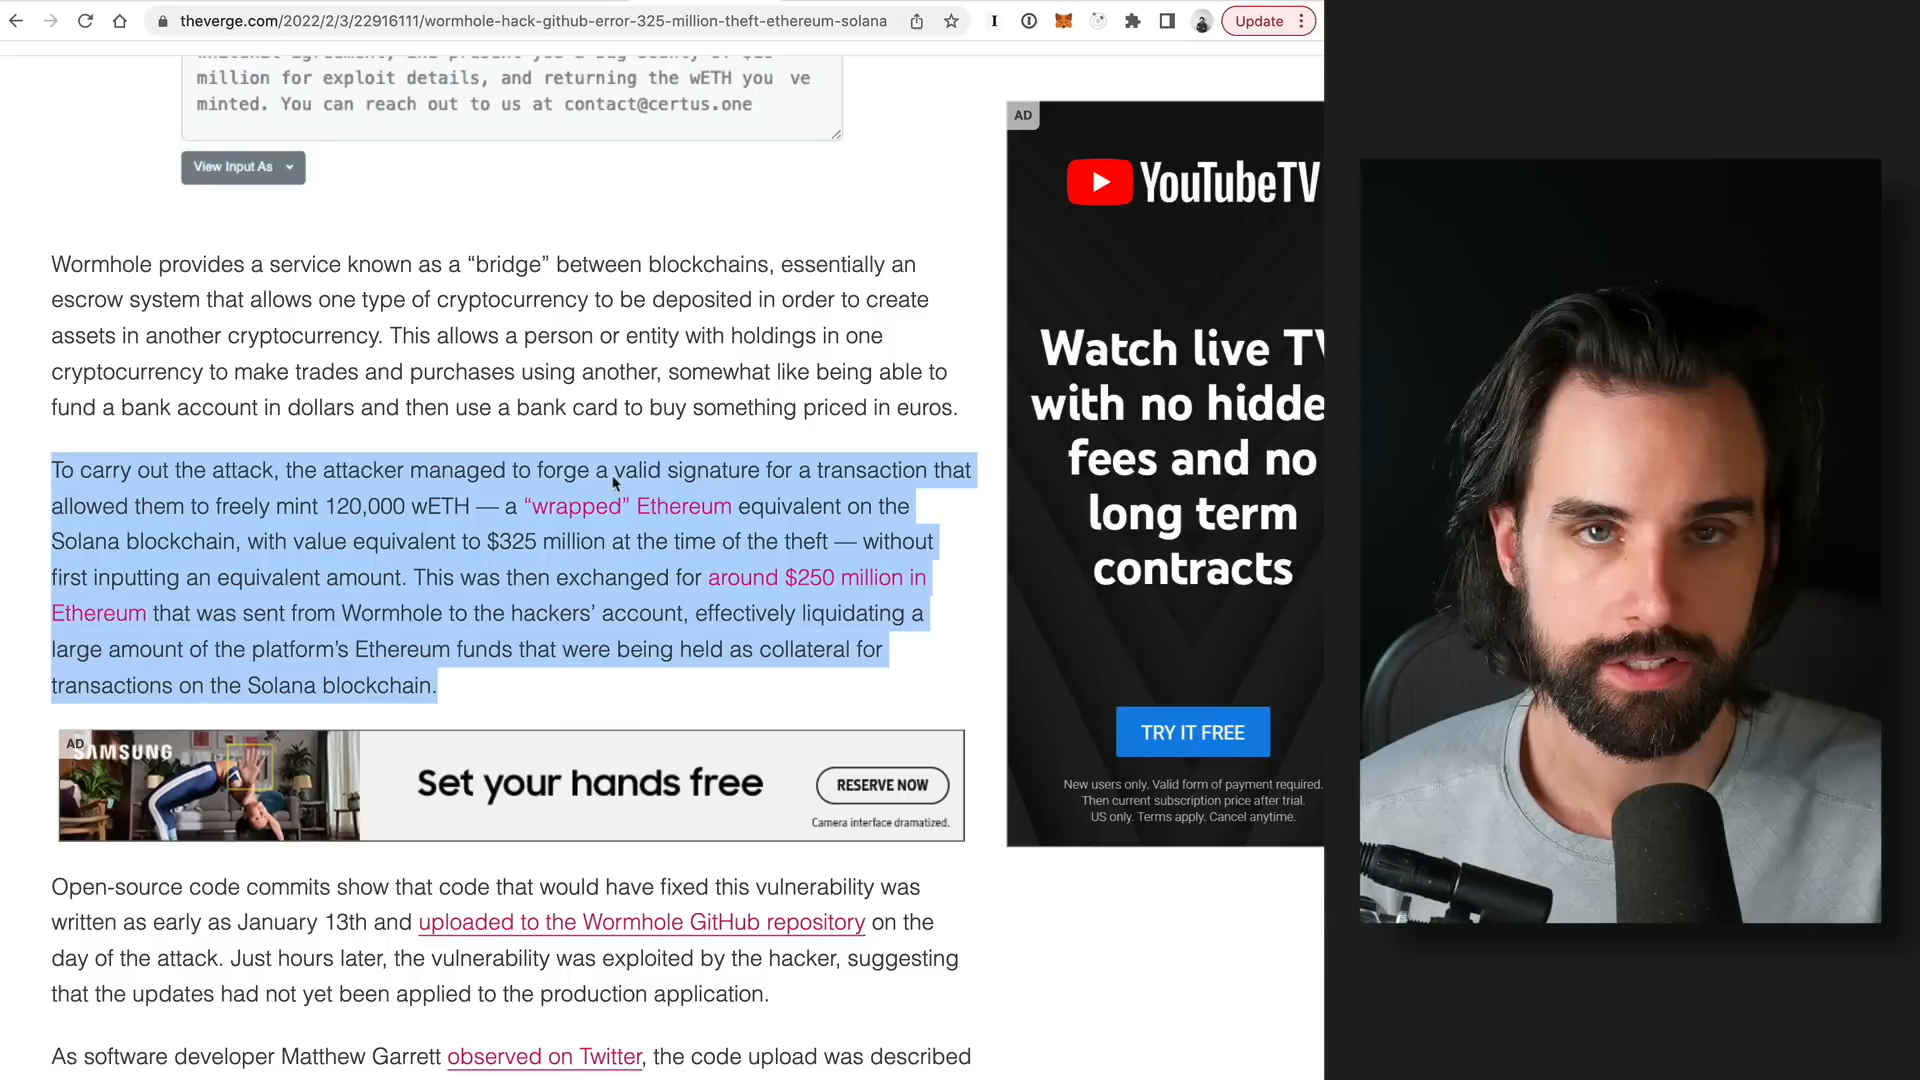 theverge.com/2022/2/3/22916111/wormhole-hack-github-error-325-million-theft-ethereum-solana
Update
million for exploit details, and returning the wETH you ve
minted. You can reach out to us at contact@certus.one
View Input As
Wormhole provides a service known as a “bridge” between blockchains, essentially an
escrow system that allows one type of cryptocurrency to be deposited in order to create
assets in another cryptocurrency. This allows a person or entity with holdings in one
cryptocurrency to make trades and purchases using another, somewhat like being able to
fund a bank account in dollars and then use a bank card to buy something priced in euros.
To carry out the attack, the attacker managed to forge a valid signature for a transaction that
allowed them to freely mint 120,000 wETH — a “wrapped” Ethereum equivalent on the
Solana blockchain, with value equivalent to $325 million at the time of the theft — without
first inputting an equivalent amount. This was then exchanged for around $250 million in
Ethereum that was sent from Wormhole to the hackers’ account, effectively liquidating a
large amount of the platform’s Ethereum funds that were being held as collateral for
transactions on the Solana blockchain.
AD
SAMSUNG
Set your hands free
RESERVE NOW
Camera interface dramatized.
Open-source code commits show that code that would have fixed this vulnerability was
written as early as January 13th and uploaded to the Wormhole GitHub repository on the
day of the attack. Just hours later, the vulnerability was exploited by the hacker, suggesting
that the updates had not yet been applied to the production application.
As software developer Matthew Garrett observed on Twitter, the code upload was described
AD
YouTubeTV
Watch live TV
with no hidde
fees and no
long term
contracts
TRY IT FREE
New users only. Valid form of payment required.
Then current subscription price after trial.
US only. Terms apply. Cancel anytime.